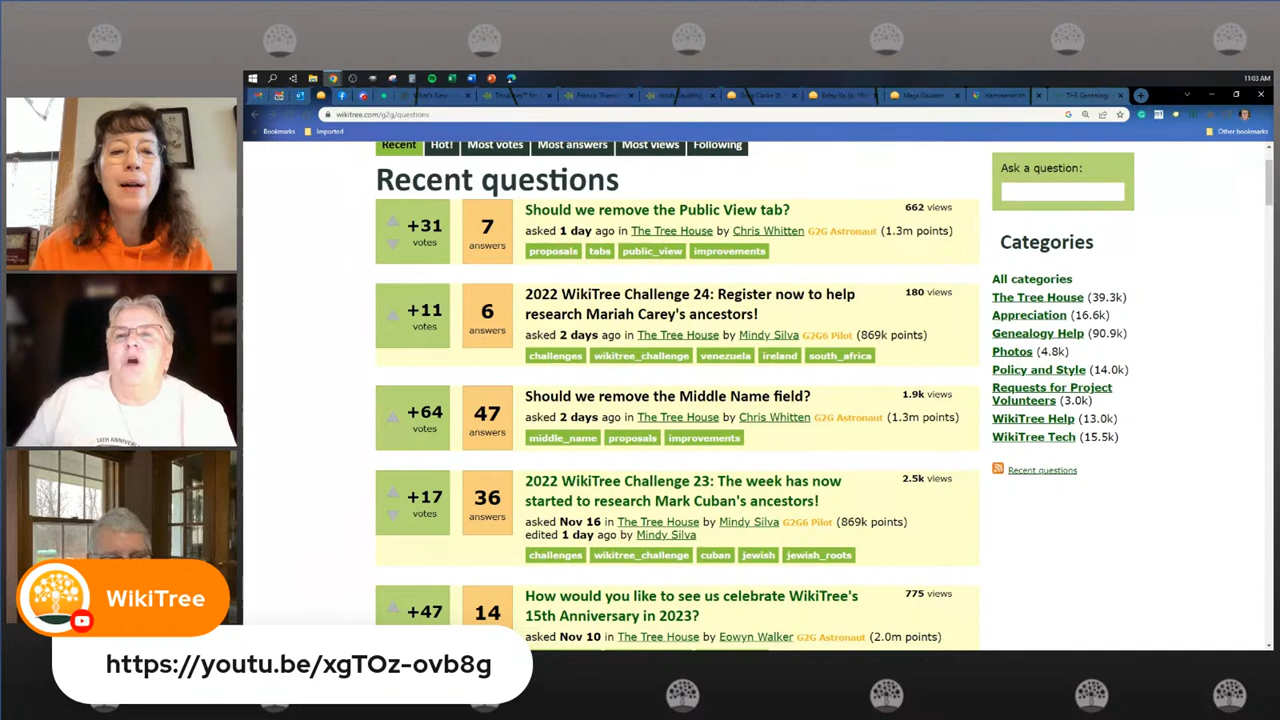 11:03 AM
What's New
wikitree.com/g2g/questions
Bookmarks
Imported
Other bookmarks
Recent
Hot!
Most votes
Most answers
Most views
Following
Recent questions
+31
votes
7
answers
Should we remove the Public View tab?
662 views
asked 1 day ago in The Tree House by Chris Whitten G2G Astronaut (1.3m points)
proposals
tabs
public_view
improvements
+11
votes
6
answers
2022 WikiTree Challenge 24: Register now to help
research Mariah Carey's ancestors!
180 views
asked 2 days ago in The Tree House by Mindy Silva G2G6 Pilot (869k points)
challenges
wikitree_challenge
venezuela
ireland
south_africa
+64
votes
47
answers
Should we remove the Middle Name field?
1.9k views
asked 2 days ago in The Tree House by Chris Whitten G2G Astronaut (1.3m points)
middle_name
proposals
improvements
+17
votes
36
answers
2022 WikiTree Challenge 23: The week has now
started to research Mark Cuban's ancestors!
2.5k views
asked Nov 16 in The Tree House by Mindy Silva G2G6 Pilot (869k points)
edited 1 day ago by Mindy Silva
challenges
wikitree_challenge
cuban
jewish
jewish_roots
+47
14
How would you like to see us celebrate WikiTree's
15th Anniversary in 2023?
775 views
asked Nov 10 in The Tree House by Eowyn Walker G2G Astronaut (2.0m points)
Ask a question:
Categories
All categories
The Tree House (39.3k)
Appreciation (16.6k)
Genealogy Help (90.9k)
Photos (4.8k)
Policy and Style (14.0k)
Requests for Project
Volunteers (3.0k)
WikiTree Help (13.0k)
WikiTree Tech (15.5k)
Recent questions
WikiTree
https://youtu.be/xgTOz-ovb8g